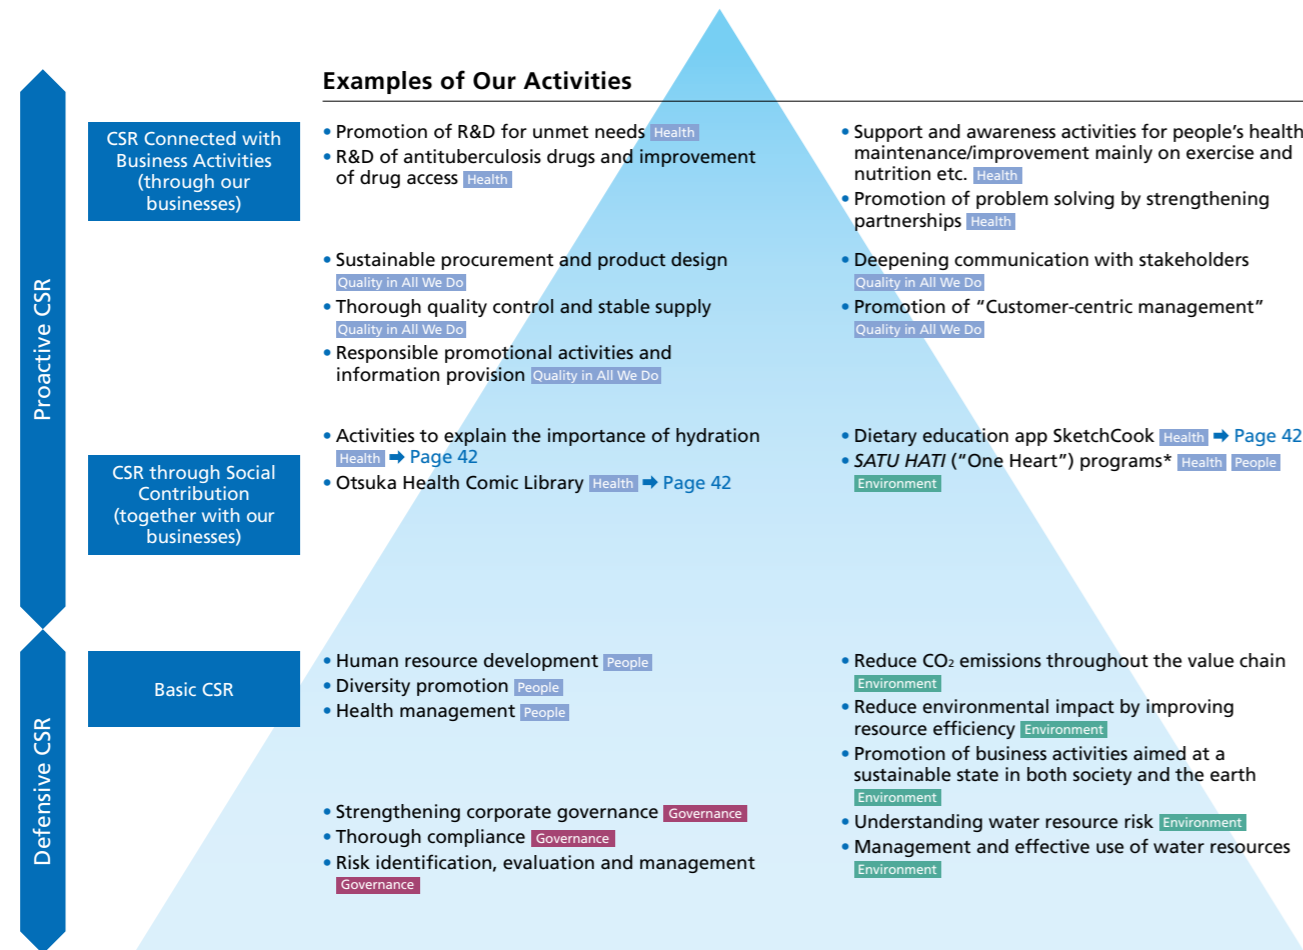 Examples of Our Activities
Proactive CSR
CSR Connected with
Business Activities
(through our
businesses)
• Promotion of R&D for unmet needs Health
• R&D of antituberculosis drugs and improvement
of drug access Health
• Support and awareness activities for people's health
maintenance/improvement mainly on exercise and
nutrition etc. Health
• Promotion of problem solving by strengthening
partnerships Health
• Sustainable procurement and product design
Quality in All We Do
• Thorough quality control and stable supply
Quality in All We Do
• Responsible promotional activities and
information provision Quality in All We Do
• Deepening communication with stakeholders
Quality in All We Do
• Promotion of “Customer-centric management”
Quality in All We Do
CSR through Social
Contribution
(together with our
businesses)
• Activities to explain the importance of hydration
Health ➡ Page 42
• Otsuka Health Comic Library Health ➡ Page 42
• Dietary education app SketchCook Health ➡ Page 42
• SATU HATI (“One Heart”) programs* Health People
Environment
Defensive CSR
Basic CSR
• Human resource development People
• Diversity promotion People
• Health management People
• Strengthening corporate governance Governance
• Thorough compliance Governance
• Risk identification, evaluation and management
Governance
• Reduce CO₂ emissions throughout the value chain
Environment
• Reduce environmental impact by improving
resource efficiency Environment
• Promotion of business activities aimed at a
sustainable state in both society and the earth
Environment
• Understanding water resource risk Environment
• Management and effective use of water resources
Environment